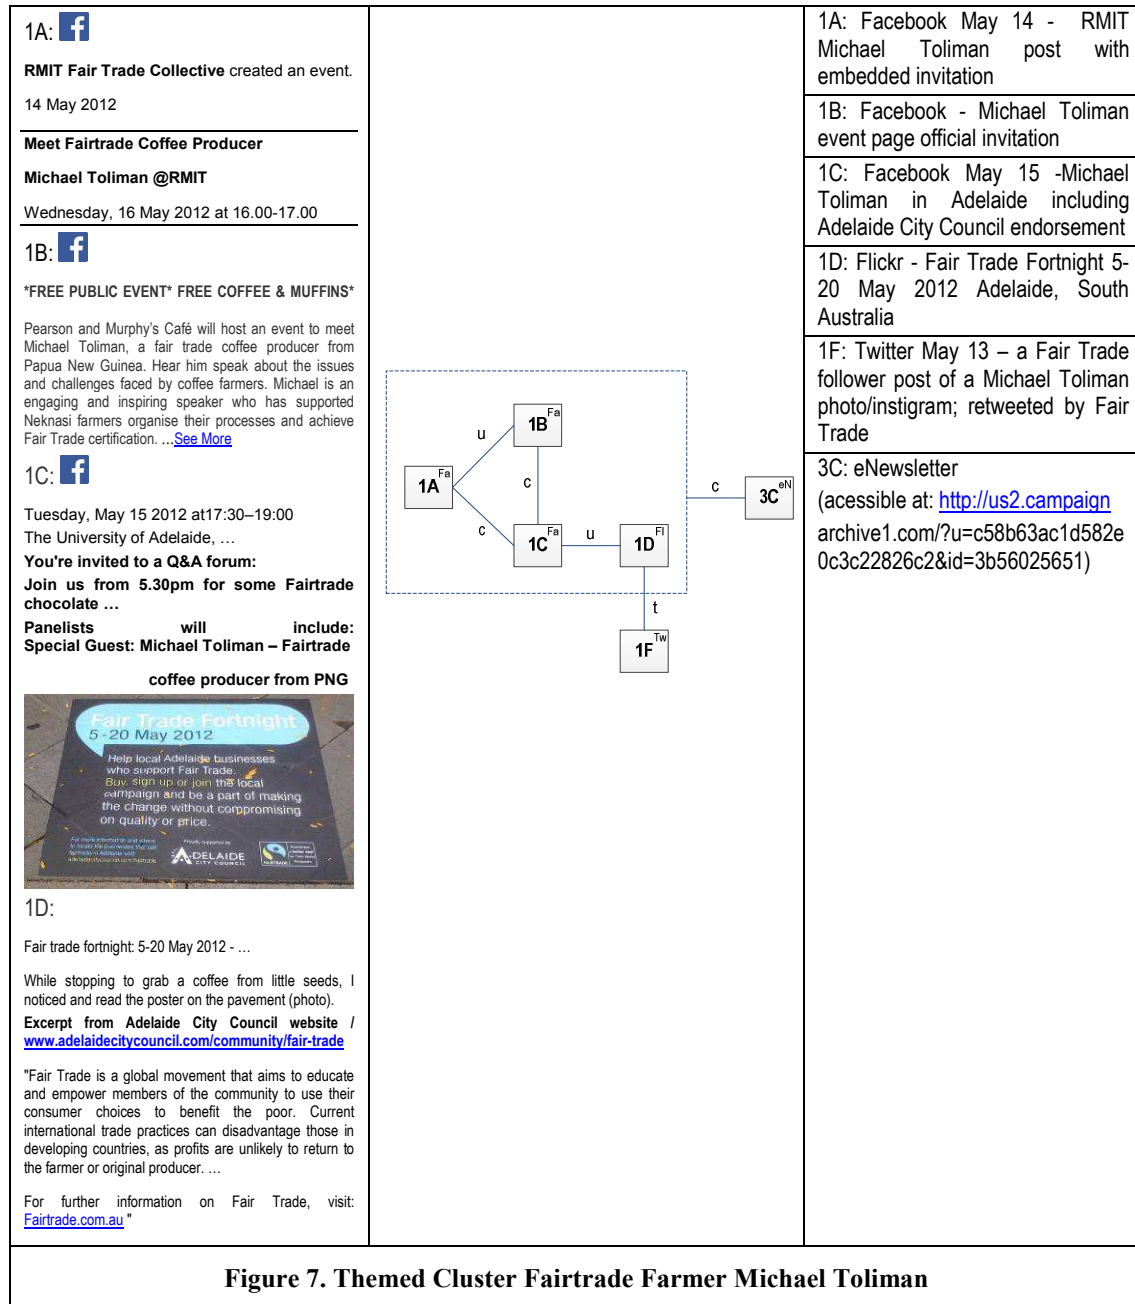 1A:
RMIT Fair Trade Collective created an event.
14 May 2012
Meet Fairtrade Coffee Producer
Michael Toliman @RMIT
Wednesday, 16 May 2012 at 16.00-17.00
1B:
*FREE PUBLIC EVENT* FREE COFFEE & MUFFINS*
Pearson and Murphy's Café will host an event to meet
Michael Toliman, a fair trade coffee producer from
Papua New Guinea. Hear him speak about the issues
and challenges faced by coffee farmers. Michael is an
engaging and inspiring speaker who has supported
Neknasi farmers organise their processes and achieve
Fair Trade certification. ...See More
1C:
Tuesday, May 15 2012 at17:30–19:00
The University of Adelaide, …
You're invited to a Q&A forum:
Join us from 5.30pm for some Fairtrade
chocolate …
Panelists will include:
Special Guest: Michael Toliman – Fairtrade
coffee producer from PNG
Fair Trade Fortnight
5-20 May 2012
Help local Adelaide businesses
who support Fair Trade.
Buy, sign up or join the local
campaign and be a part of making
the change without compromising
on quality or price.
Proudly supported by
ADELAIDE
CITY COUNCIL
FAIRTRADE
1D:
Fair trade fortnight: 5-20 May 2012 - …
While stopping to grab a coffee from little seeds, I
noticed and read the poster on the pavement (photo).
Excerpt from Adelaide City Council website /
www.adelaidecitycouncil.com/community/fair-trade
"Fair Trade is a global movement that aims to educate
and empower members of the community to use their
consumer choices to benefit the poor. Current
international trade practices can disadvantage those in
developing countries, as profits are unlikely to return to
the farmer or original producer. …
For further information on Fair Trade, visit:
Fairtrade.com.au "
1B Fa
u
1A Fa
c
c
1C Fa
u
1D Fl
c
3C eN
t
1F Tw
1A: Facebook May 14 - RMIT
Michael Toliman post with
embedded invitation
1B: Facebook - Michael Toliman
event page official invitation
1C: Facebook May 15 -Michael
Toliman in Adelaide including
Adelaide City Council endorsement
1D: Flickr - Fair Trade Fortnight 5-
20 May 2012 Adelaide, South
Australia
1F: Twitter May 13 – a Fair Trade
follower post of a Michael Toliman
photo/instigram; retweeted by Fair
Trade
3C: eNewsletter
(acessible at: http://us2.campaign
archive1.com/?u=c58b63ac1d582e
0c3c22826c2&id=3b56025651)
Figure 7. Themed Cluster Fairtrade Farmer Michael Toliman